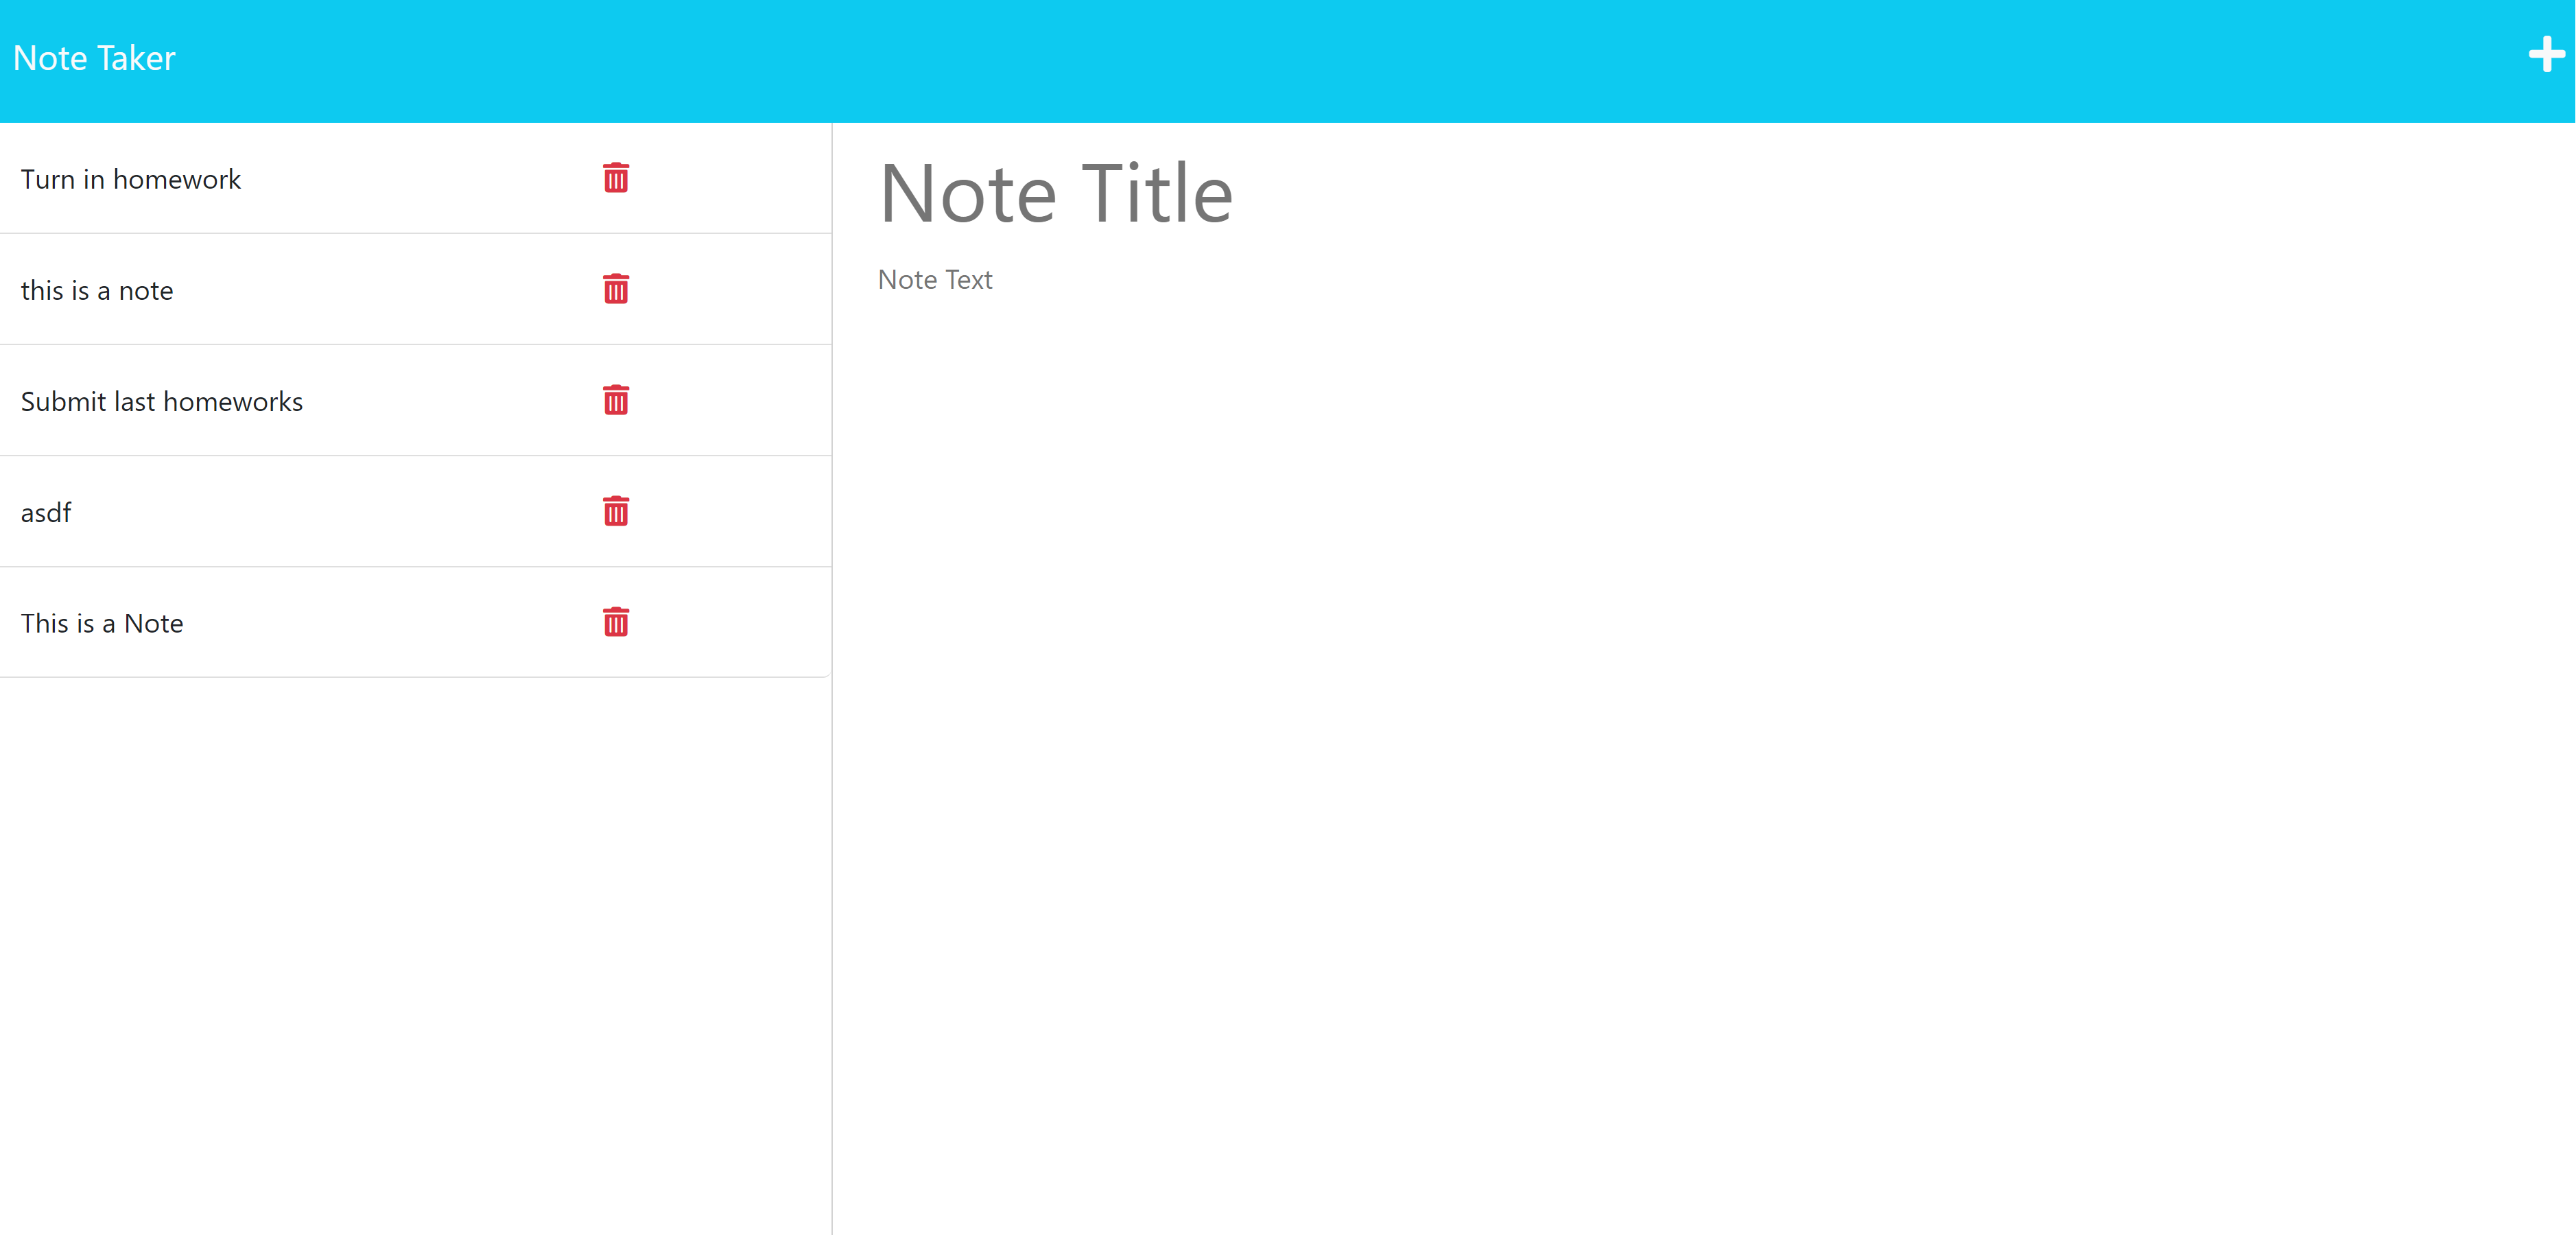 Note Taker
Turn in homework
this is a note
Submit last homeworks
asdf
This is a Note
Note Title
Note Text